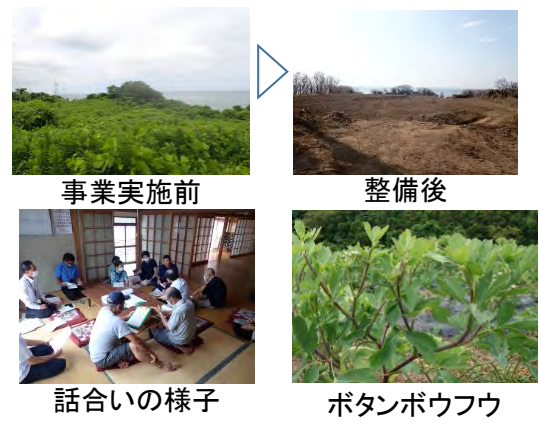 事業実施前
整備後
話合いの様子
ボタンボウフウ